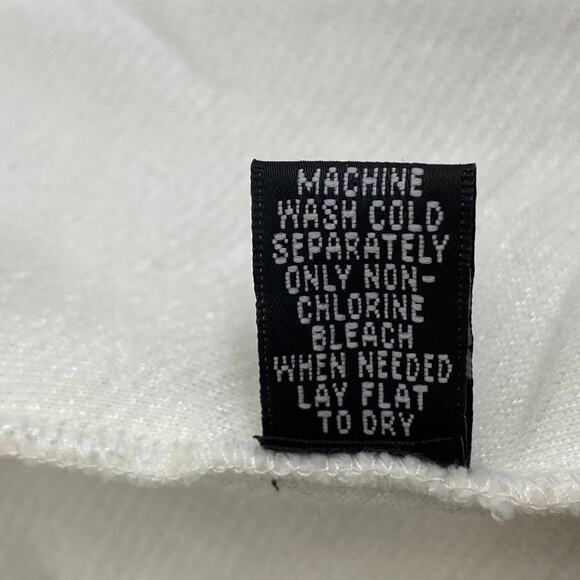 MACHINE
WASH COLD
SEPARATELY
ONLY NON-
CHLORINE
BLEACH
WHEN NEEDED
LAY FLAT
TO DRY